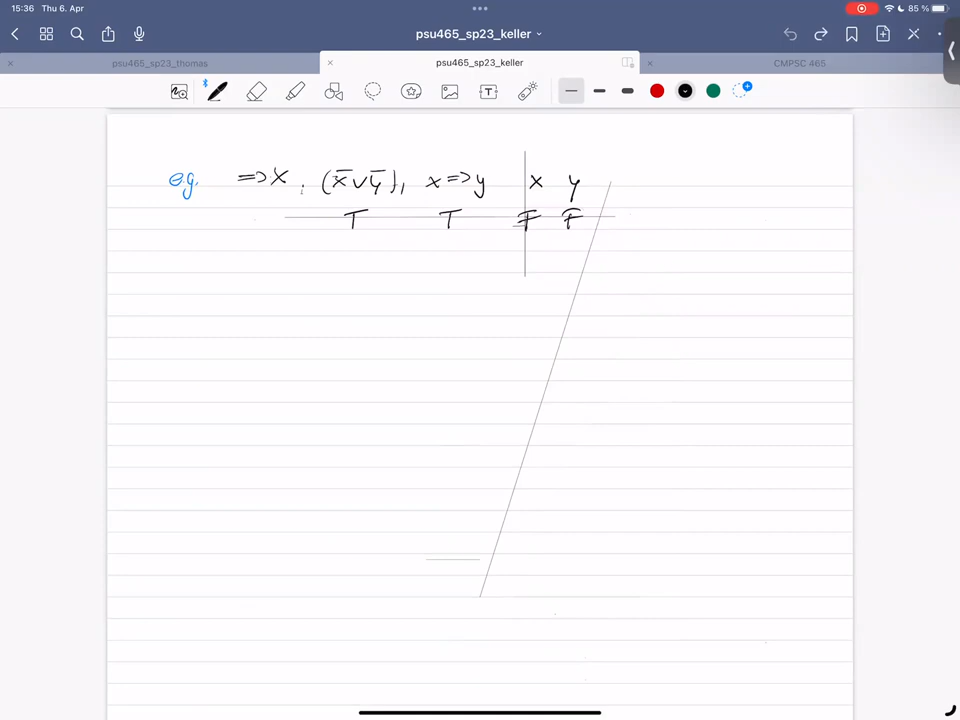 15:36 Thu 6. Apr 85 %
psu465_sp23_keller
psu465_sp23_thomas psu465_sp23_keller CMPSC 465
T
e.g. => X , (x̅ ∨ y̅), x => y x y
T T F F